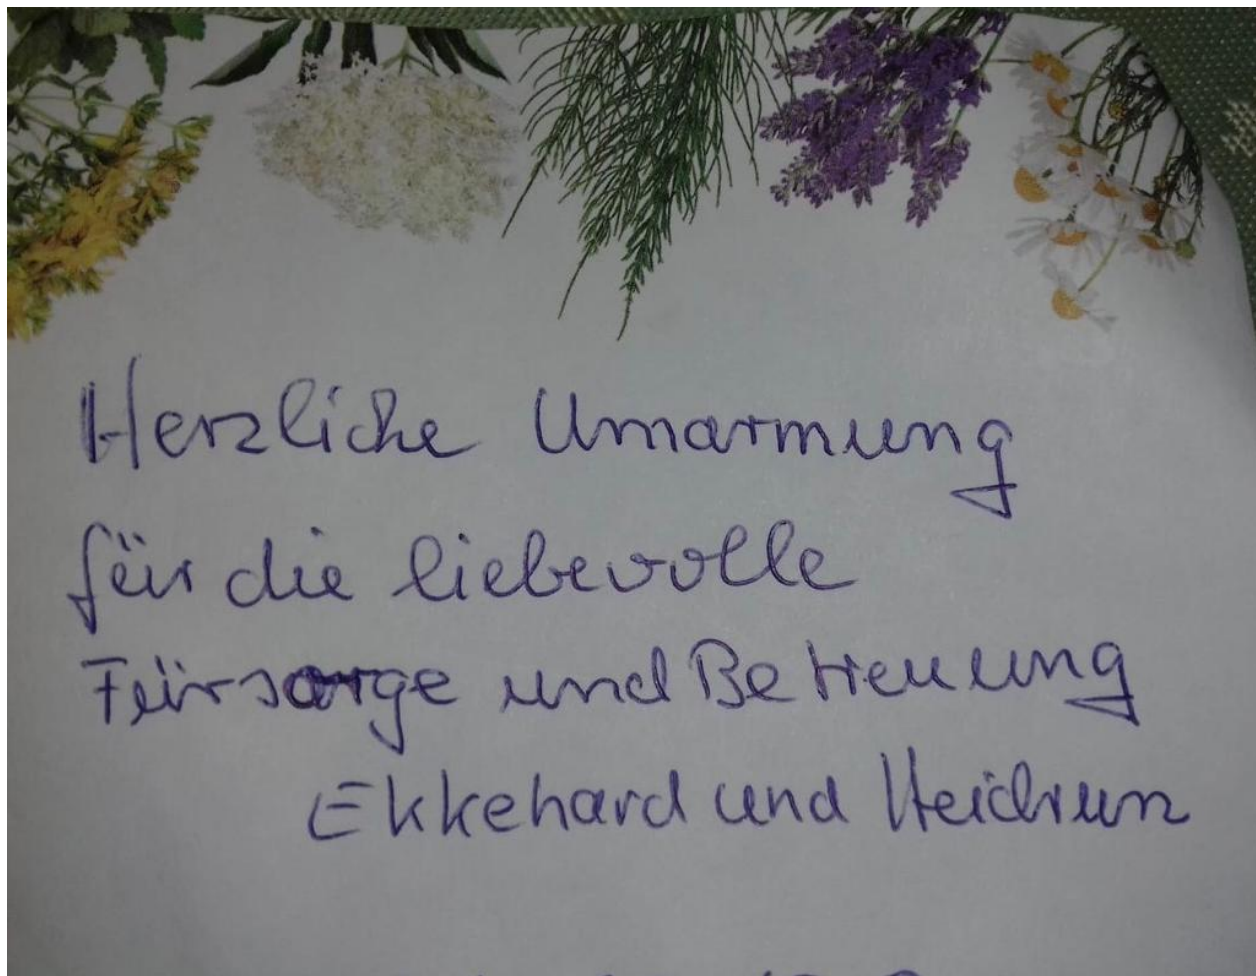 Herzliche Umarmung
für die liebevolle
Fürsorge und Betreuung
Ekkehard und Heidrun